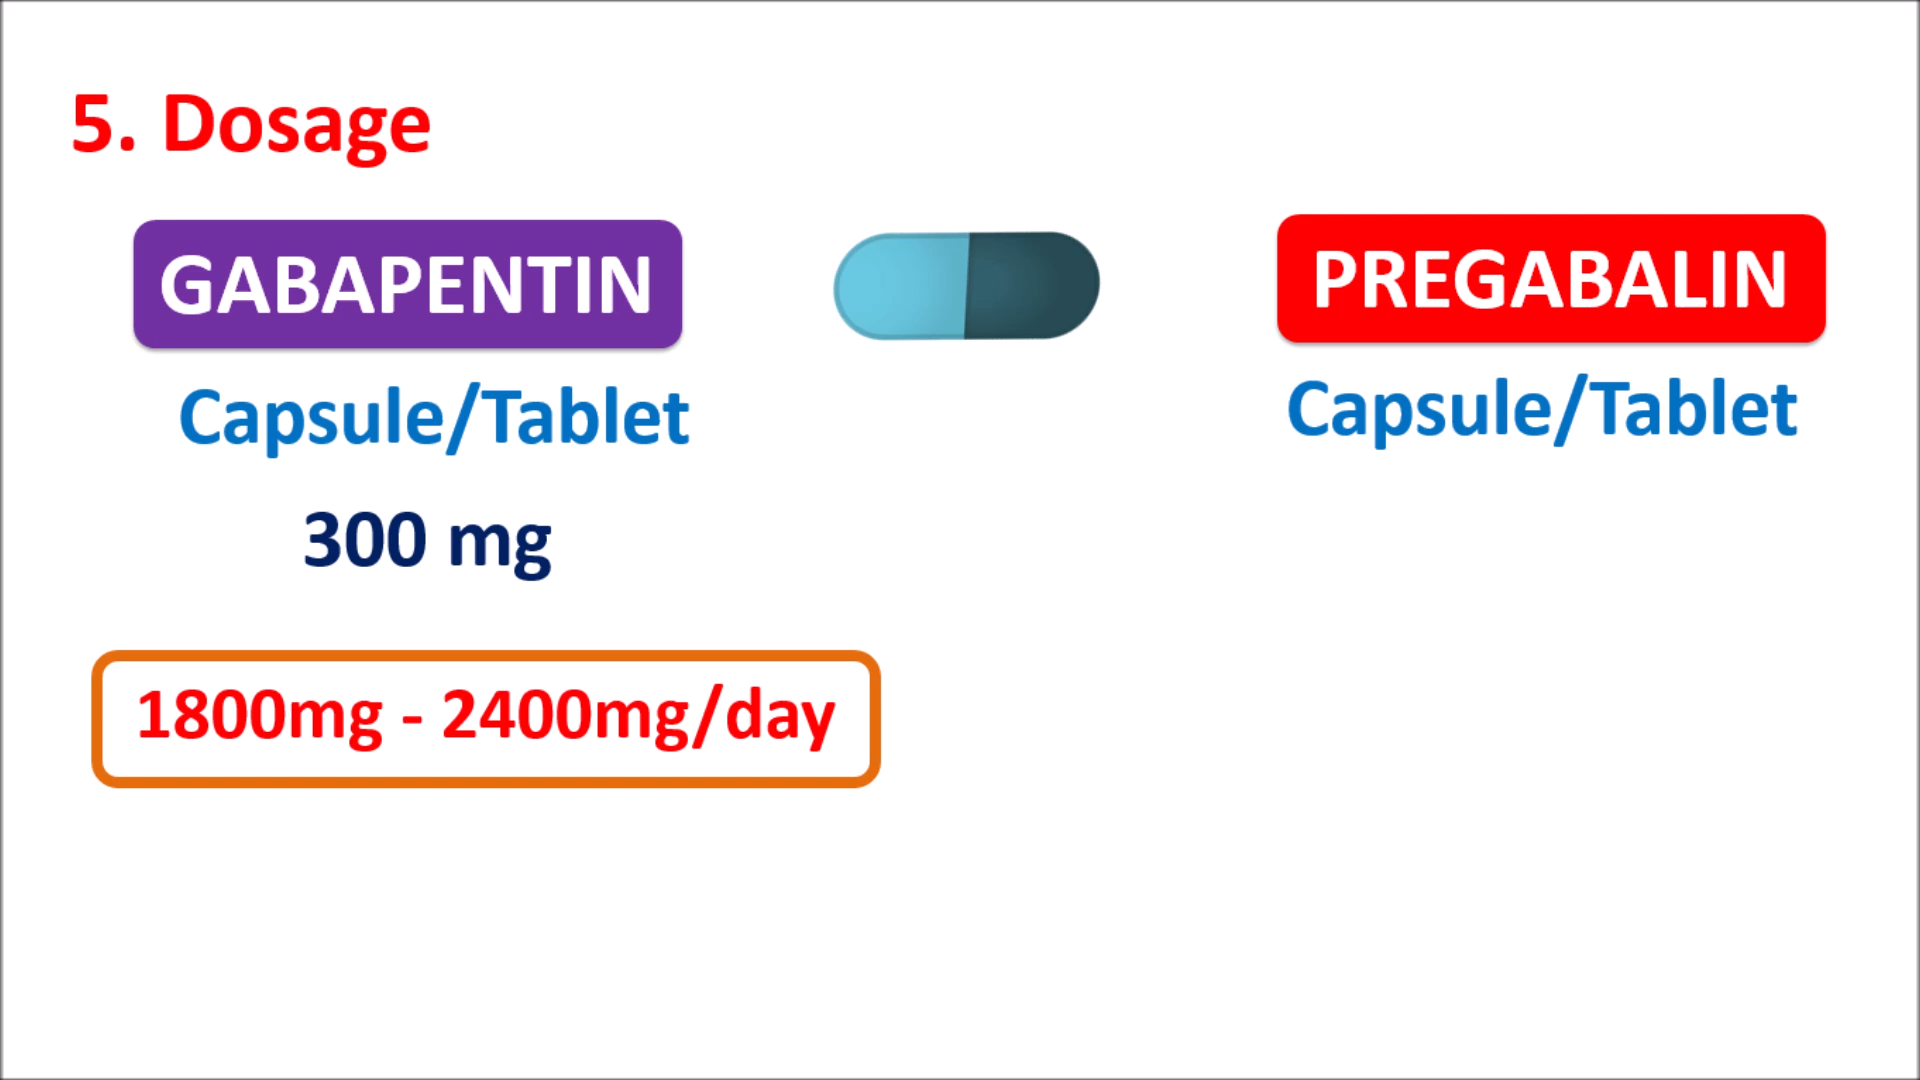 5. Dosage
GABAPENTIN
PREGABALIN
Capsule/Tablet
Capsule/Tablet
300 mg
1800mg - 2400mg/day